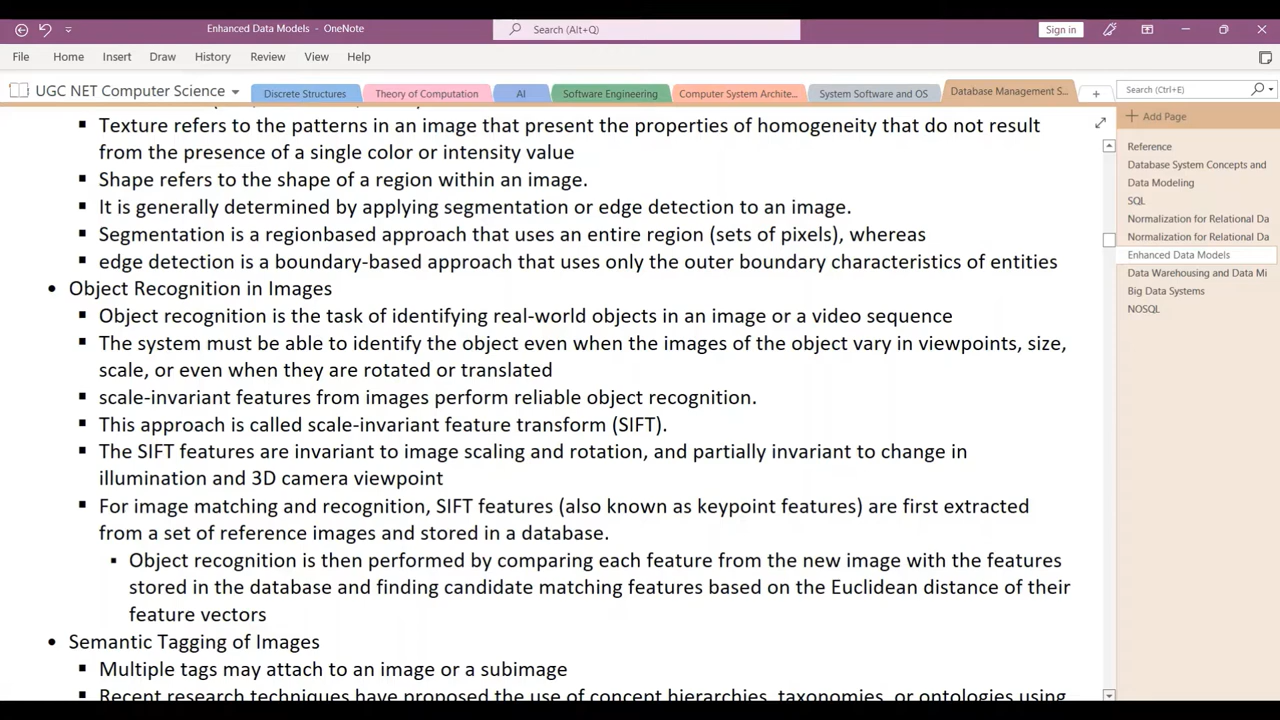 Enhanced Data Models - OneNote
Search (Alt+Q)
Sign in
File Home Insert Draw History Review View Help
UGC NET Computer Science
Discrete Structures
Theory of Computation
AI
Software Engineering
Computer System Archite...
System Software and OS
Database Management S...
Search (Ctrl+E)
Texture refers to the patterns in an image that present the properties of homogeneity that do not result
from the presence of a single color or intensity value
Shape refers to the shape of a region within an image.
It is generally determined by applying segmentation or edge detection to an image.
Segmentation is a regionbased approach that uses an entire region (sets of pixels), whereas
edge detection is a boundary-based approach that uses only the outer boundary characteristics of entities
Object Recognition in Images
Object recognition is the task of identifying real-world objects in an image or a video sequence
The system must be able to identify the object even when the images of the object vary in viewpoints, size,
scale, or even when they are rotated or translated
scale-invariant features from images perform reliable object recognition.
This approach is called scale-invariant feature transform (SIFT).
The SIFT features are invariant to image scaling and rotation, and partially invariant to change in
illumination and 3D camera viewpoint
For image matching and recognition, SIFT features (also known as keypoint features) are first extracted
from a set of reference images and stored in a database.
Object recognition is then performed by comparing each feature from the new image with the features
stored in the database and finding candidate matching features based on the Euclidean distance of their
feature vectors
Semantic Tagging of Images
Multiple tags may attach to an image or a subimage
Recent research techniques have proposed the use of concept hierarchies, taxonomies, or ontologies using
Add Page
Reference
Database System Concepts and
Data Modeling
SQL
Normalization for Relational Da
Normalization for Relational Da
Enhanced Data Models
Data Warehousing and Data Mi
Big Data Systems
NOSQL